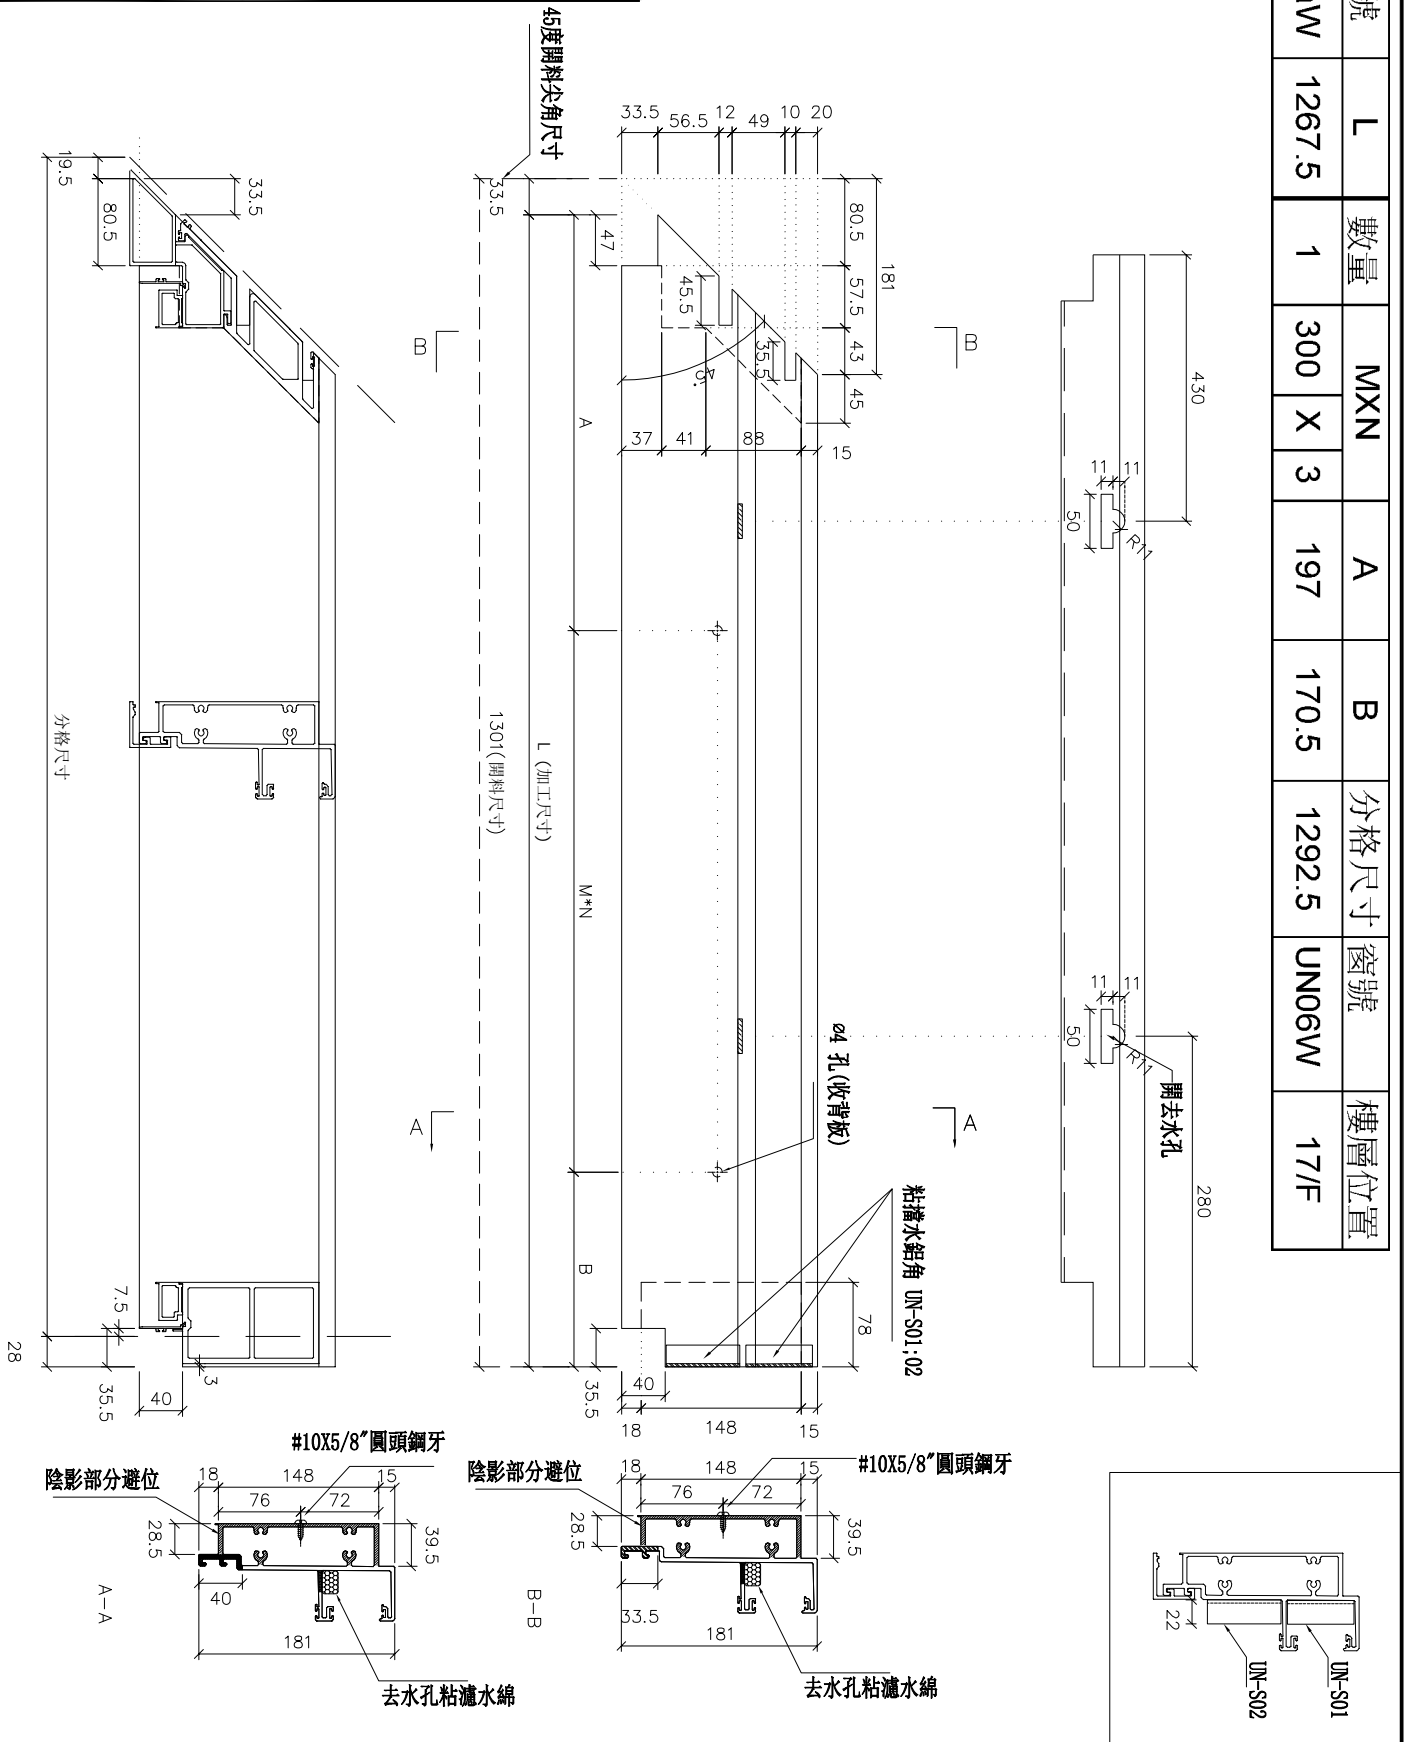 號 L 數量 MXN A B 分格尺寸 窗號 樓層位置
W 1267.5 1 300 X 3 197 170.5 1292.5 UN06W 17/F
430
280
11 11
50
R11
11 11
50
R11
開去水孔
45度開料尖角尺寸
33.5 56.5 12 49 10 20
181
80.5 57.5 43 45
33.5
47
45.5
35.5
45°
37 41 88 15
B
B
A
A
A
M*N
B
L (加工尺寸)
1301(開料尺寸)
ø4 孔(收背板)
粘擋水鋁角 UN-S01;02
78
40
35.5
18 148 15
19.5
80.5
33.5
分格尺寸
7.5
28
35.5
40
3
#10X5/8"圓頭鋼牙
陰影部分避位
18 148 15
76 72
28.5
39.5
40
181
A-A
去水孔粘濾水綿
#10X5/8"圓頭鋼牙
陰影部分避位
18 148 15
76 72
28.5
39.5
33.5
181
B-B
去水孔粘濾水綿
22
UN-S01
UN-S02